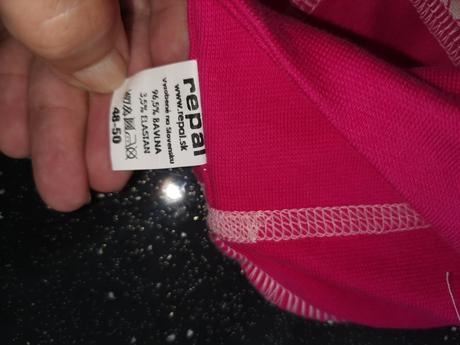 repal
www.repal.sk
Vyrobené na Slovensku
96,5% BAVLNA
3,5% ELASTAN
48-50